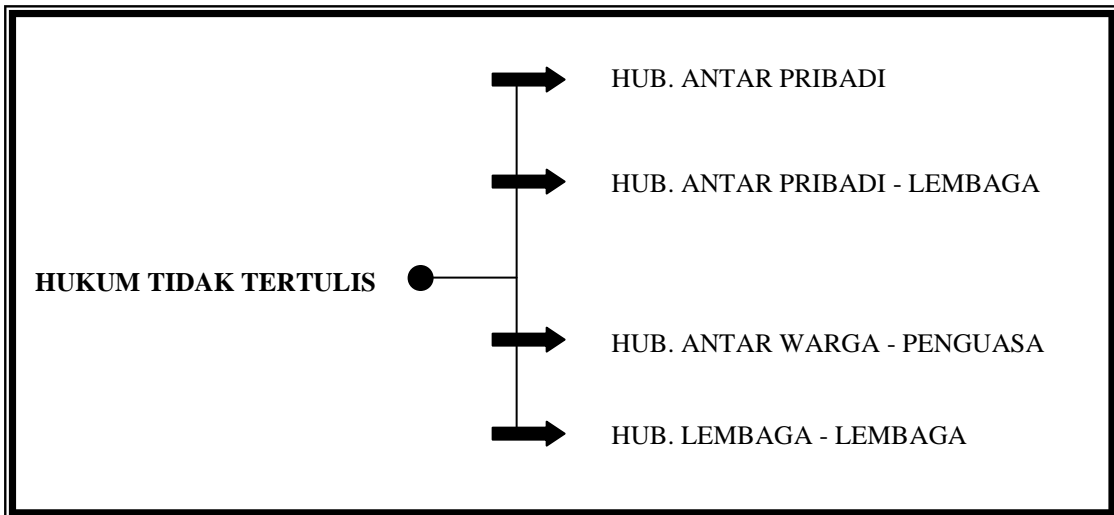 HUB. ANTAR PRIBADI
HUB. ANTAR PRIBADI - LEMBAGA
HUKUM TIDAK TERTULIS
HUB. ANTAR WARGA - PENGUASA
HUB. LEMBAGA - LEMBAGA